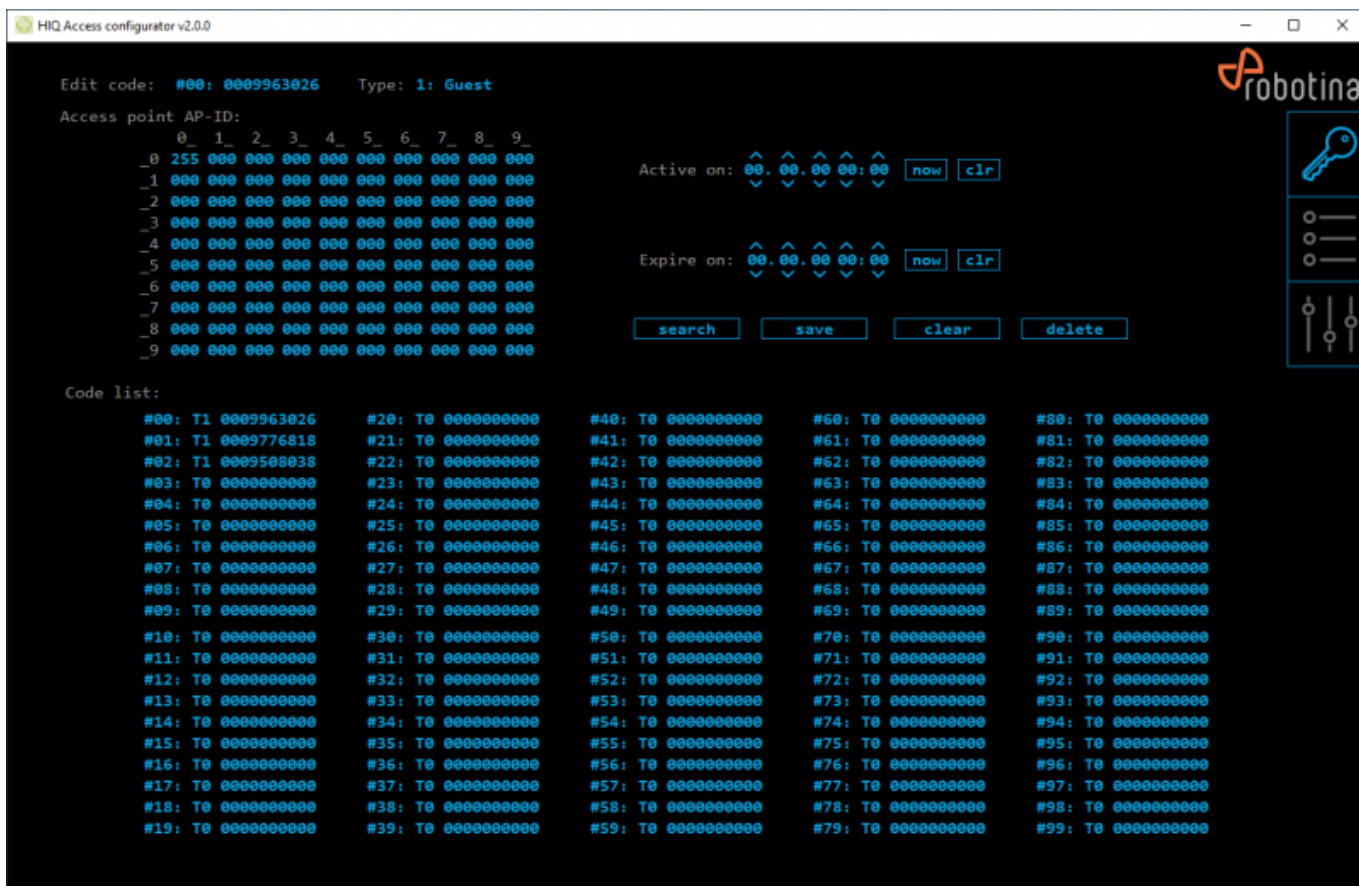 HIQ Access configurator v2.0.0
robotina
Edit code: #00: 0009963026 Type: 1: Guest
Access point AP-ID:
0_ 1_ 2_ 3_ 4_ 5_ 6_ 7_ 8_ 9_
_0 255 000 000 000 000 000 000 000 000 000
_1 000 000 000 000 000 000 000 000 000 000
_2 000 000 000 000 000 000 000 000 000 000
_3 000 000 000 000 000 000 000 000 000 000
_4 000 000 000 000 000 000 000 000 000 000
_5 000 000 000 000 000 000 000 000 000 000
_6 000 000 000 000 000 000 000 000 000 000
_7 000 000 000 000 000 000 000 000 000 000
_8 000 000 000 000 000 000 000 000 000 000
_9 000 000 000 000 000 000 000 000 000 000
Active on: 00. 00. 00 00: 00 now clr
Expire on: 00. 00. 00 00: 00 now clr
search save clear delete
Code list:
#00: T1 0009963026 #20: T0 0000000000 #40: T0 0000000000 #60: T0 0000000000 #80: T0 0000000000
#01: T1 0009776818 #21: T0 0000000000 #41: T0 0000000000 #61: T0 0000000000 #81: T0 0000000000
#02: T1 0009508038 #22: T0 0000000000 #42: T0 0000000000 #62: T0 0000000000 #82: T0 0000000000
#03: T0 0000000000 #23: T0 0000000000 #43: T0 0000000000 #63: T0 0000000000 #83: T0 0000000000
#04: T0 0000000000 #24: T0 0000000000 #44: T0 0000000000 #64: T0 0000000000 #84: T0 0000000000
#05: T0 0000000000 #25: T0 0000000000 #45: T0 0000000000 #65: T0 0000000000 #85: T0 0000000000
#06: T0 0000000000 #26: T0 0000000000 #46: T0 0000000000 #66: T0 0000000000 #86: T0 0000000000
#07: T0 0000000000 #27: T0 0000000000 #47: T0 0000000000 #67: T0 0000000000 #87: T0 0000000000
#08: T0 0000000000 #28: T0 0000000000 #48: T0 0000000000 #68: T0 0000000000 #88: T0 0000000000
#09: T0 0000000000 #29: T0 0000000000 #49: T0 0000000000 #69: T0 0000000000 #89: T0 0000000000
#10: T0 0000000000 #30: T0 0000000000 #50: T0 0000000000 #70: T0 0000000000 #90: T0 0000000000
#11: T0 0000000000 #31: T0 0000000000 #51: T0 0000000000 #71: T0 0000000000 #91: T0 0000000000
#12: T0 0000000000 #32: T0 0000000000 #52: T0 0000000000 #72: T0 0000000000 #92: T0 0000000000
#13: T0 0000000000 #33: T0 0000000000 #53: T0 0000000000 #73: T0 0000000000 #93: T0 0000000000
#14: T0 0000000000 #34: T0 0000000000 #54: T0 0000000000 #74: T0 0000000000 #94: T0 0000000000
#15: T0 0000000000 #35: T0 0000000000 #55: T0 0000000000 #75: T0 0000000000 #95: T0 0000000000
#16: T0 0000000000 #36: T0 0000000000 #56: T0 0000000000 #76: T0 0000000000 #96: T0 0000000000
#17: T0 0000000000 #37: T0 0000000000 #57: T0 0000000000 #77: T0 0000000000 #97: T0 0000000000
#18: T0 0000000000 #38: T0 0000000000 #58: T0 0000000000 #78: T0 0000000000 #98: T0 0000000000
#19: T0 0000000000 #39: T0 0000000000 #59: T0 0000000000 #79: T0 0000000000 #99: T0 0000000000